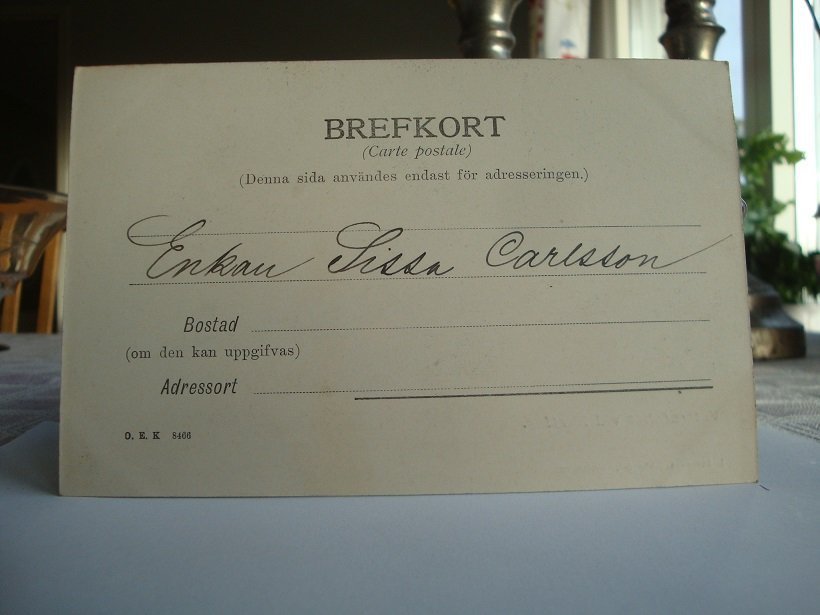 BREFKORT
(Carte postale)
(Denna sida användes endast för adresseringen.)
Enkan Sissa Carlsson
Bostad
(om den kan uppgifvas)
Adressort
O. E. K 8466